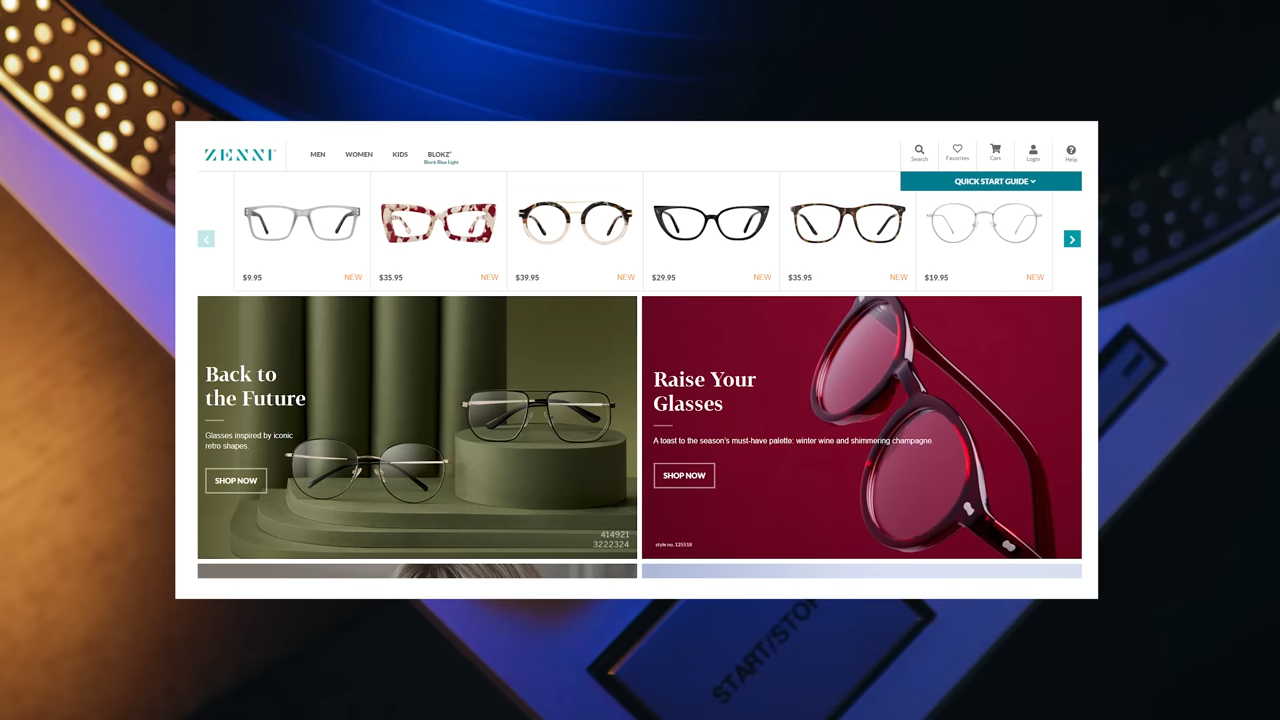 ZENNI
MEN
WOMEN
KIDS
BLOKZ
Block Blue Light
Search
Favorites
Cart
Login
Help
QUICK START GUIDE
$9.95 NEW
$35.95 NEW
$39.95 NEW
$29.95 NEW
$35.95 NEW
$19.95 NEW
Back to
the Future
Glasses inspired by iconic
retro shapes.
SHOP NOW
414921
3222324
Raise Your
Glasses
A toast to the season's must-have palette: winter wine and shimmering champagne.
SHOP NOW
style no. 125518
START/STOP